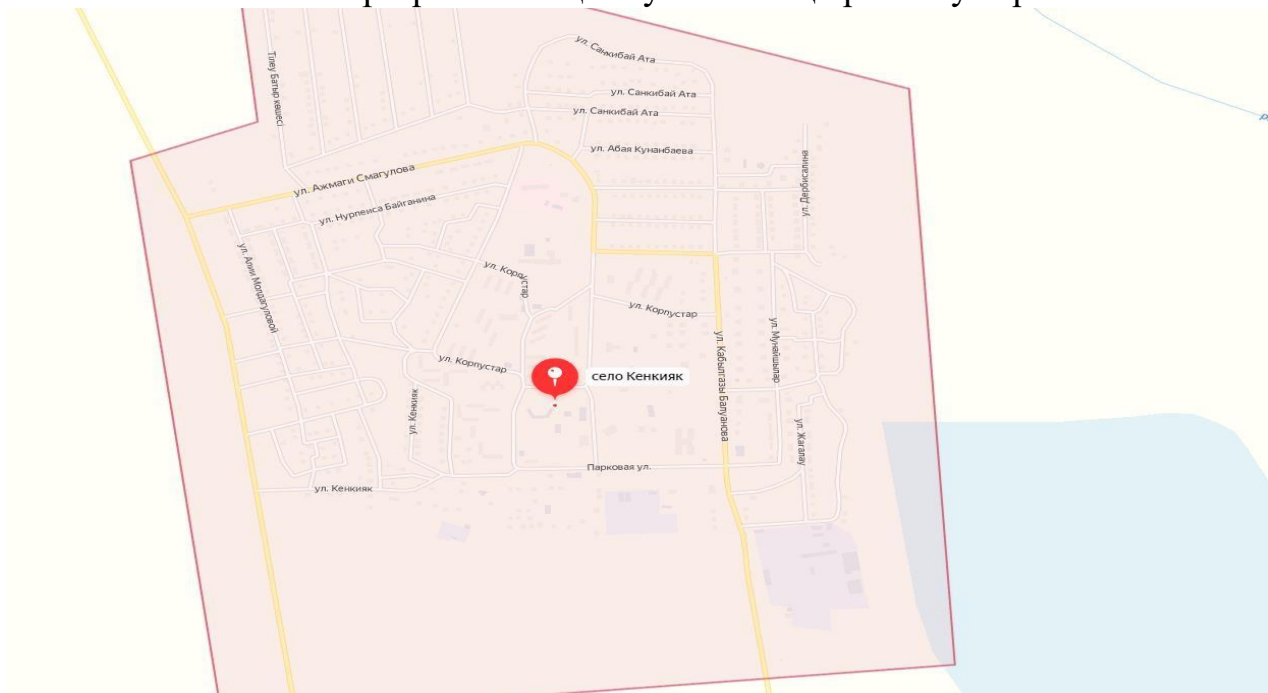 ул. Санкибай Ата
Тілеу Батыр көшесі
ул. Санкибай Ата
ул. Санкибай Ата
ул. Абая Кунанбаева
ул. Ажмаги Смагулова
ул. Дербисалина
ул. Нурпеиса Байганина
ул. Алии Молдагуловой
ул. Корпустар
ул. Корпустар
ул. Кабылгазы Балуанова
ул. Мунайшылар
ул. Корпустар
село Кенкияк
ул. Кенкияк
ул. Жагалау
Парковая ул.
ул. Кенкияк